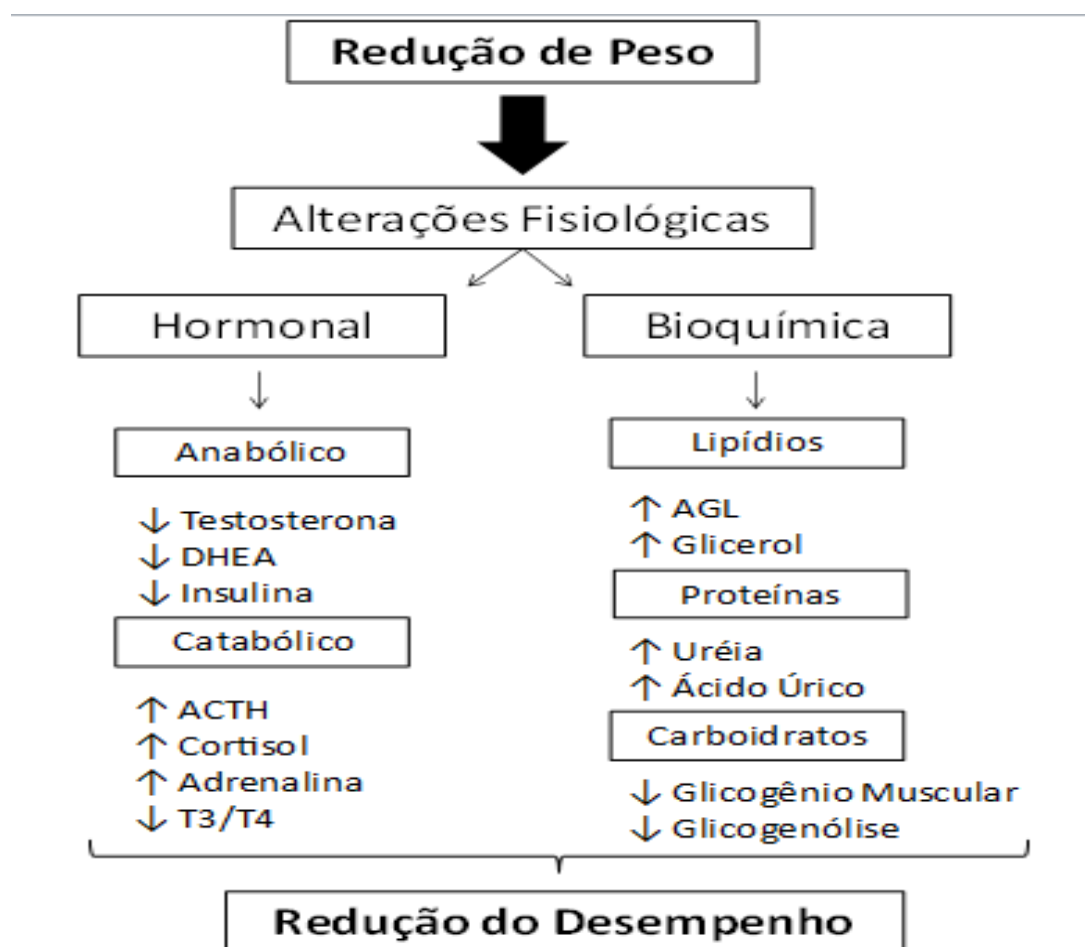 Redução de Peso
Alterações Fisiológicas
Hormonal
Bioquímica
Anabólico
↓ Testosterona
↓ DHEA
↓ Insulina
Catabólico
↑ ACTH
↑ Cortisol
↑ Adrenalina
↓ T3/T4
Lipídios
↑ AGL
↑ Glicerol
Proteínas
↑ Uréia
↑ Ácido Úrico
Carboidratos
↓ Glicogênio Muscular
↓ Glicogenólise
Redução do Desempenho